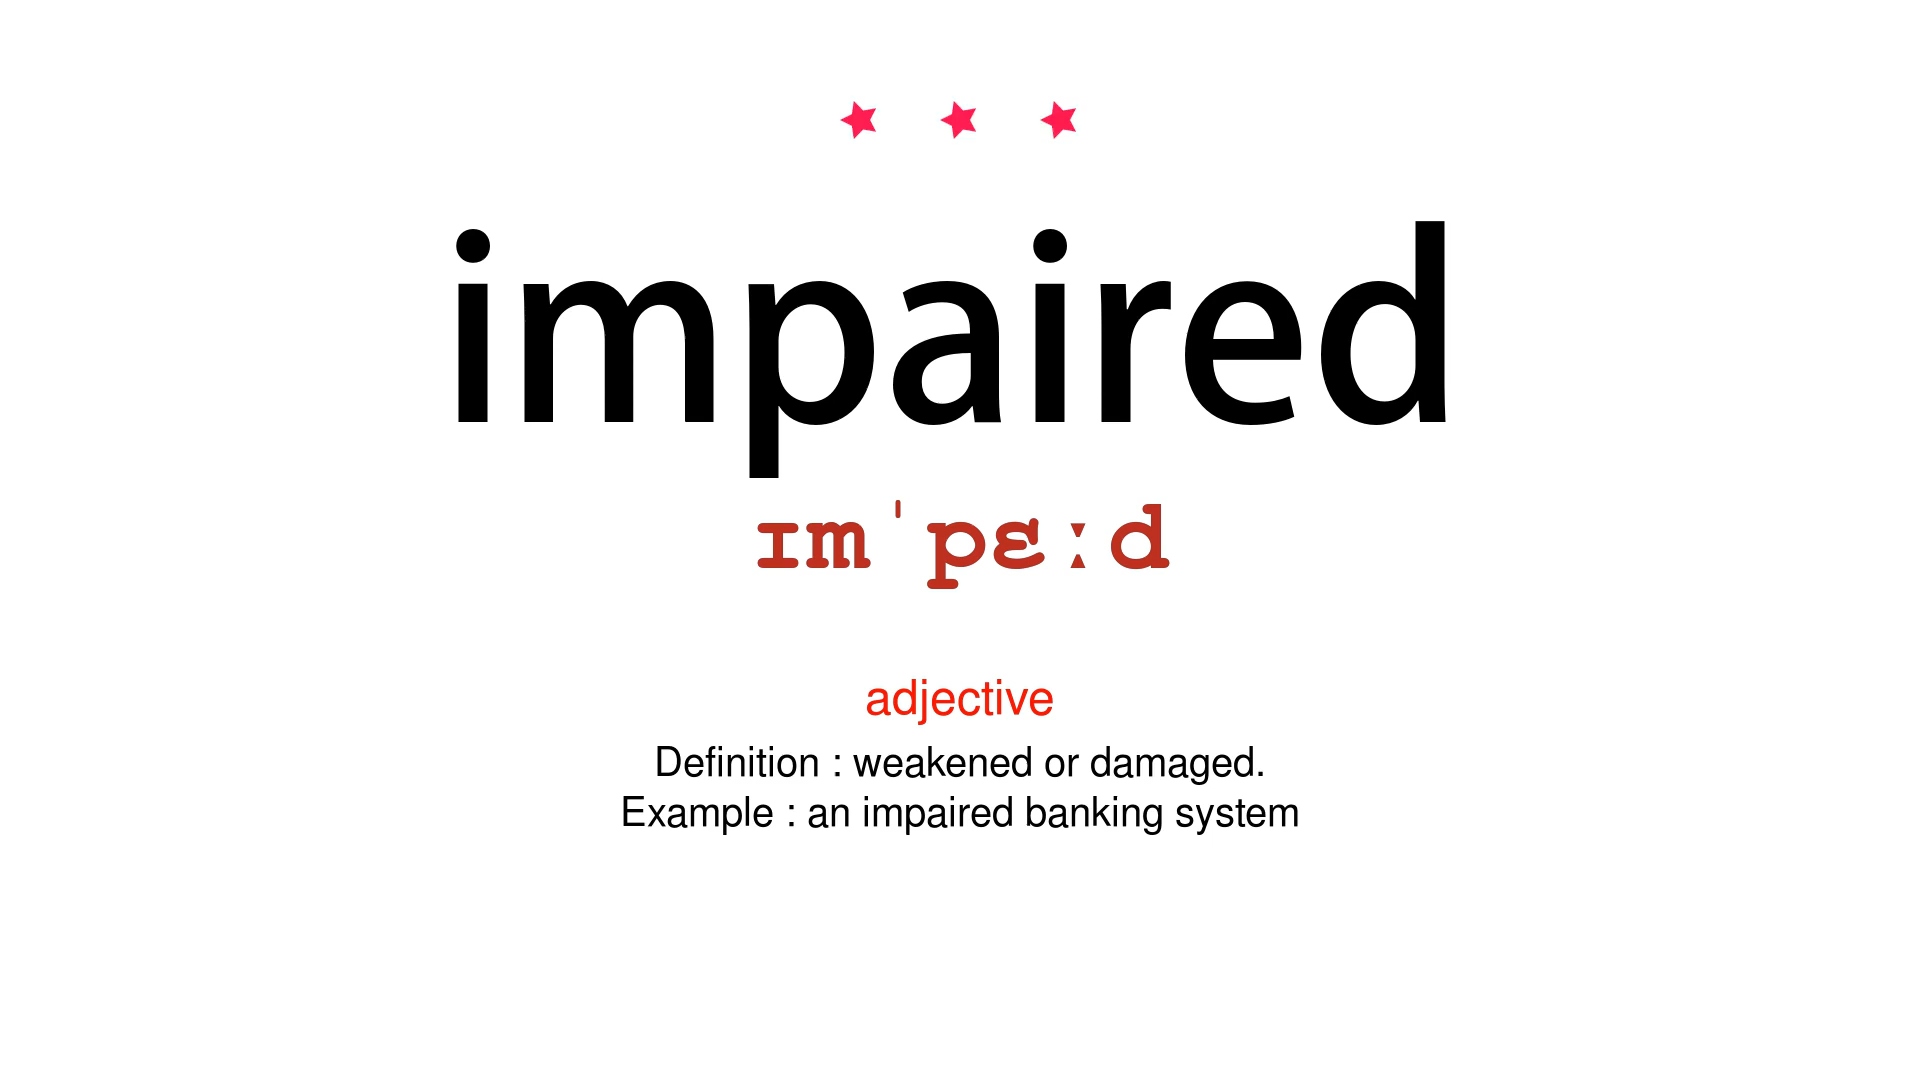 impaired
ɪmˈpɛːd
adjective
Definition : weakened or damaged.
Example : an impaired banking system